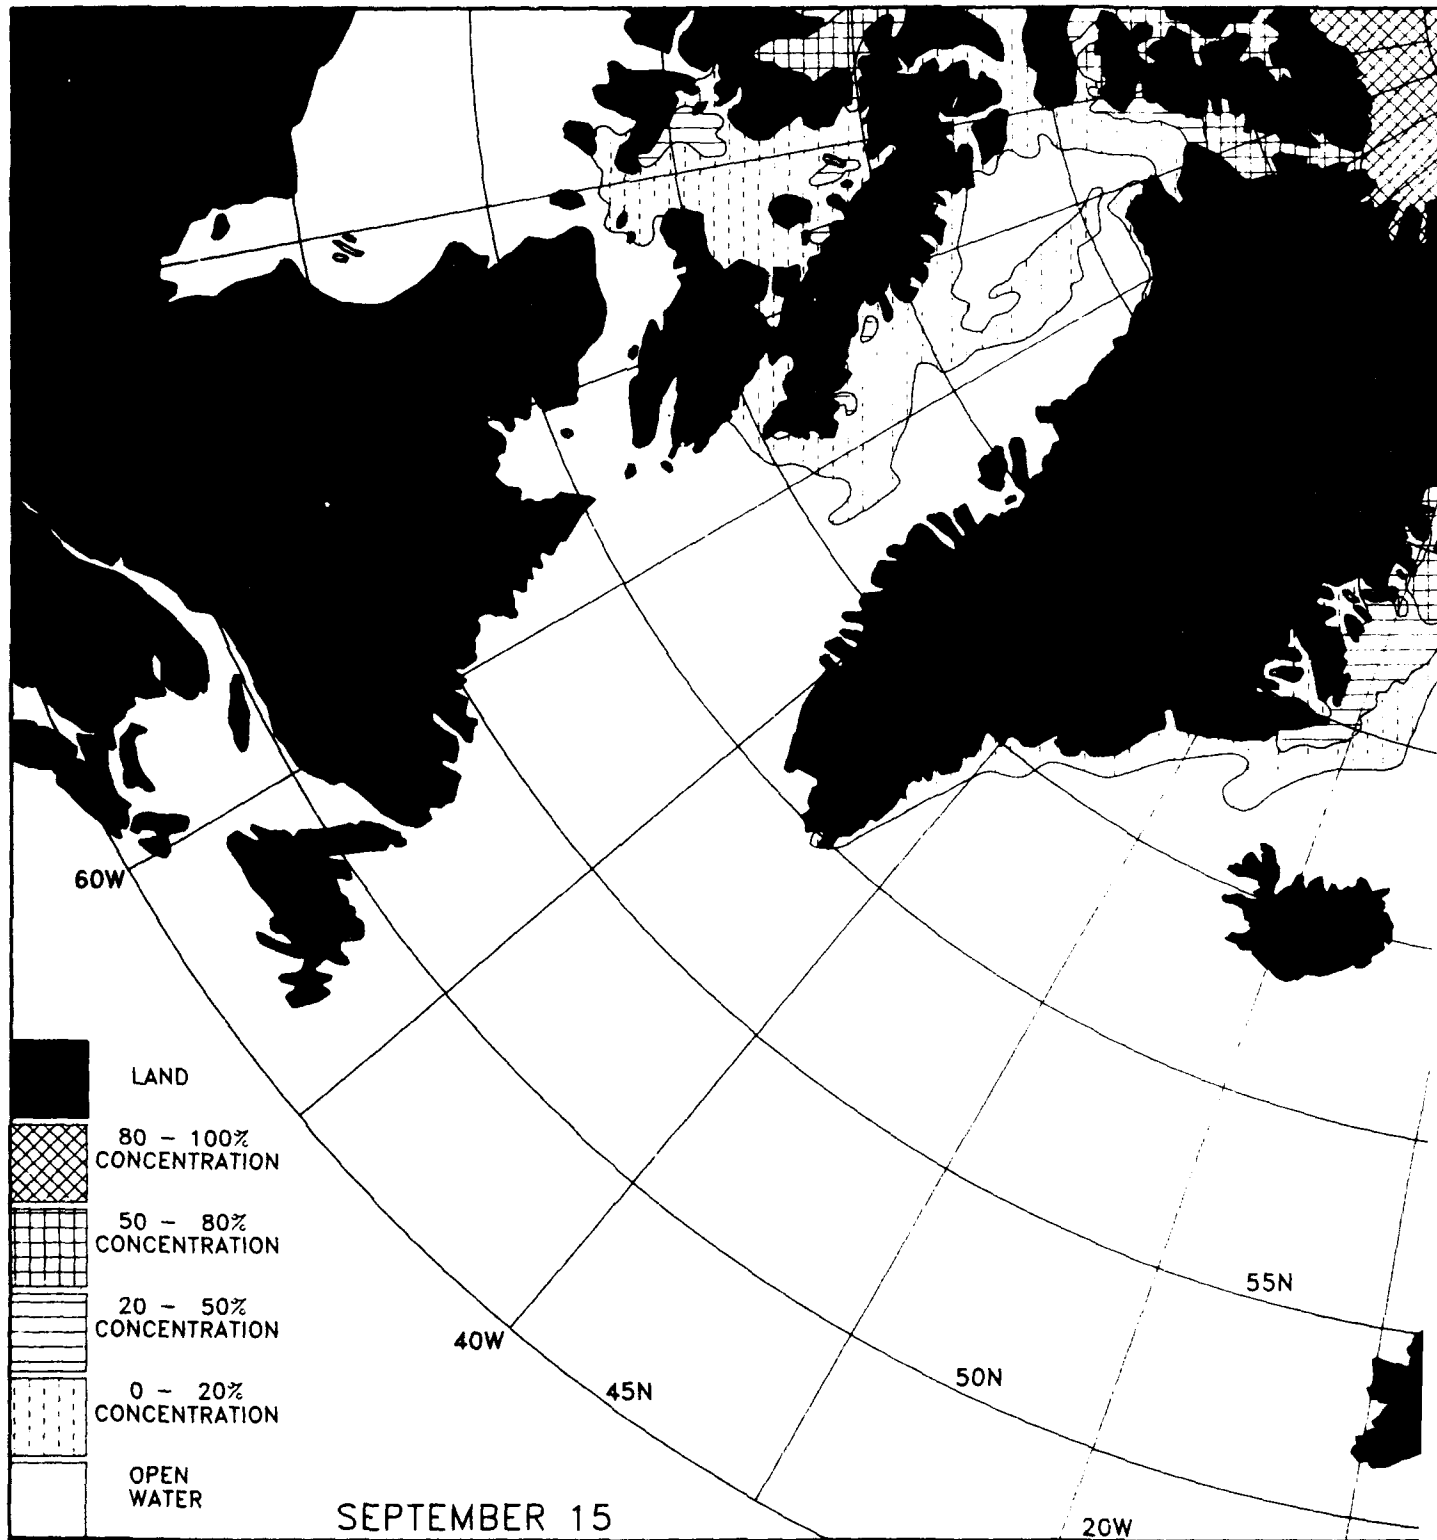 60W
LAND
80 - 100%
CONCENTRATION
50 - 80%
CONCENTRATION
20 - 50%
CONCENTRATION
0 - 20%
CONCENTRATION
OPEN
WATER
55N
40W
50N
45N
SEPTEMBER 15
20W